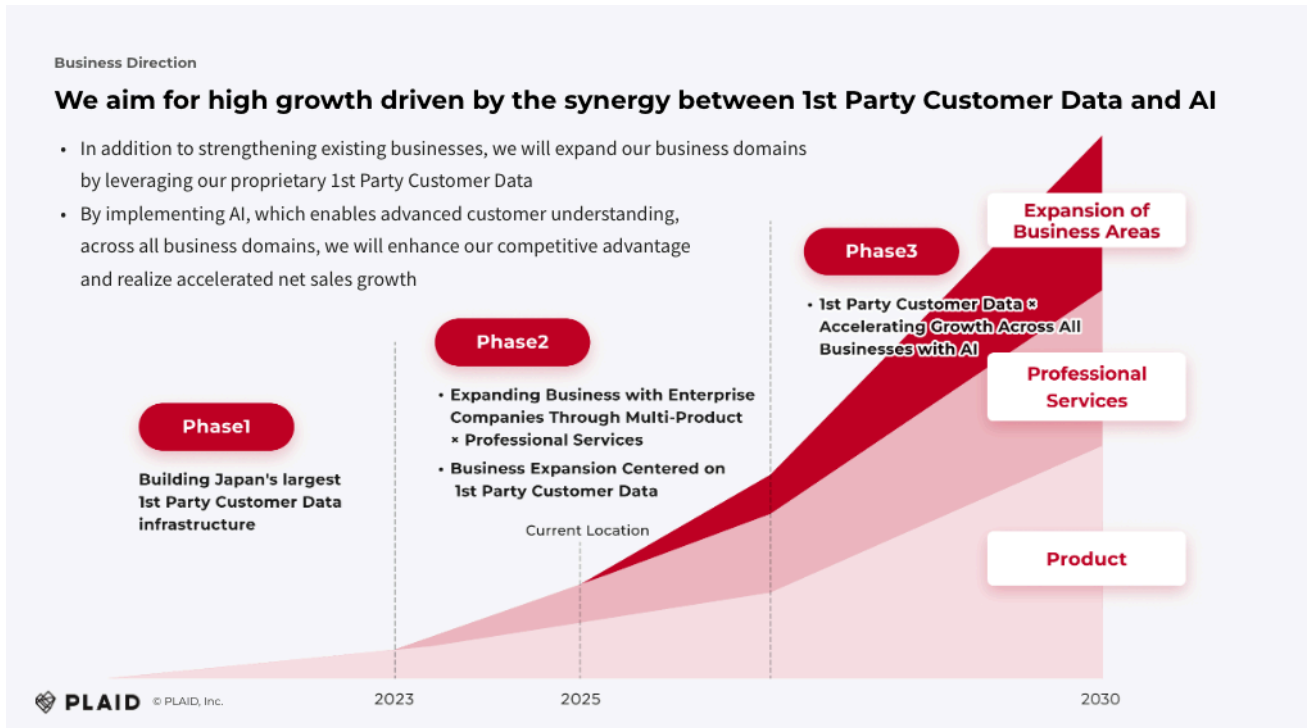 Business Direction
We aim for high growth driven by the synergy between 1st Party Customer Data and AI
• In addition to strengthening existing businesses, we will expand our business domains
by leveraging our proprietary 1st Party Customer Data
• By implementing AI, which enables advanced customer understanding,
across all business domains, we will enhance our competitive advantage
and realize accelerated net sales growth
Phase1
Building Japan's largest
1st Party Customer Data
infrastructure
Phase2
• Expanding Business with Enterprise
Companies Through Multi-Product
× Professional Services
• Business Expansion Centered on
1st Party Customer Data
Current Location
Phase3
• 1st Party Customer Data ×
Accelerating Growth Across All
Businesses with AI
Expansion of
Business Areas
Professional
Services
Product
2023
2025
2030
PLAID
© PLAID, Inc.